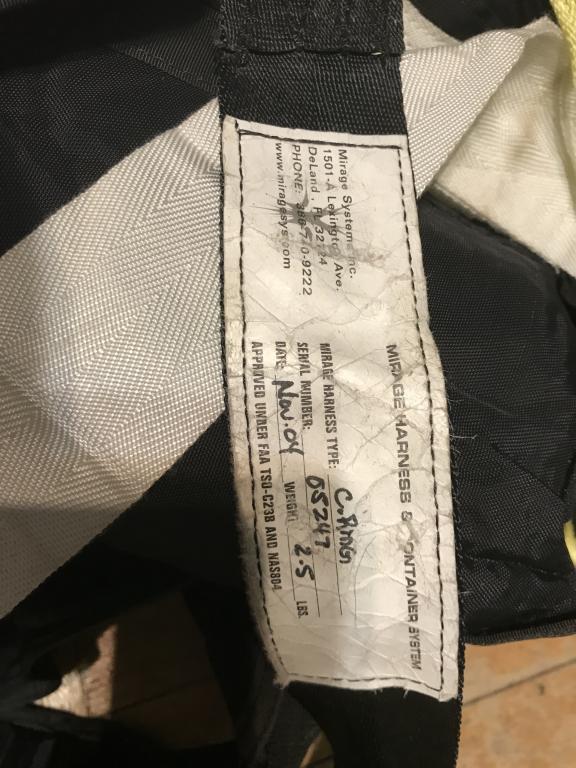 Mirage Systems Inc.
1501-A Lexington Ave.
DeLand, FL 32724
PHONE: 386-740-9222
www.miragesys.com
MIRAGE HARNESS & CONTAINER SYSTEM
MIRAGE HARNESS TYPE:
SERIAL NUMBER: 05247
DATE: Nov. 04 WEIGHT 2.5 LBS.
APPROVED UNDER FAA TSO-C23B AND NAS804